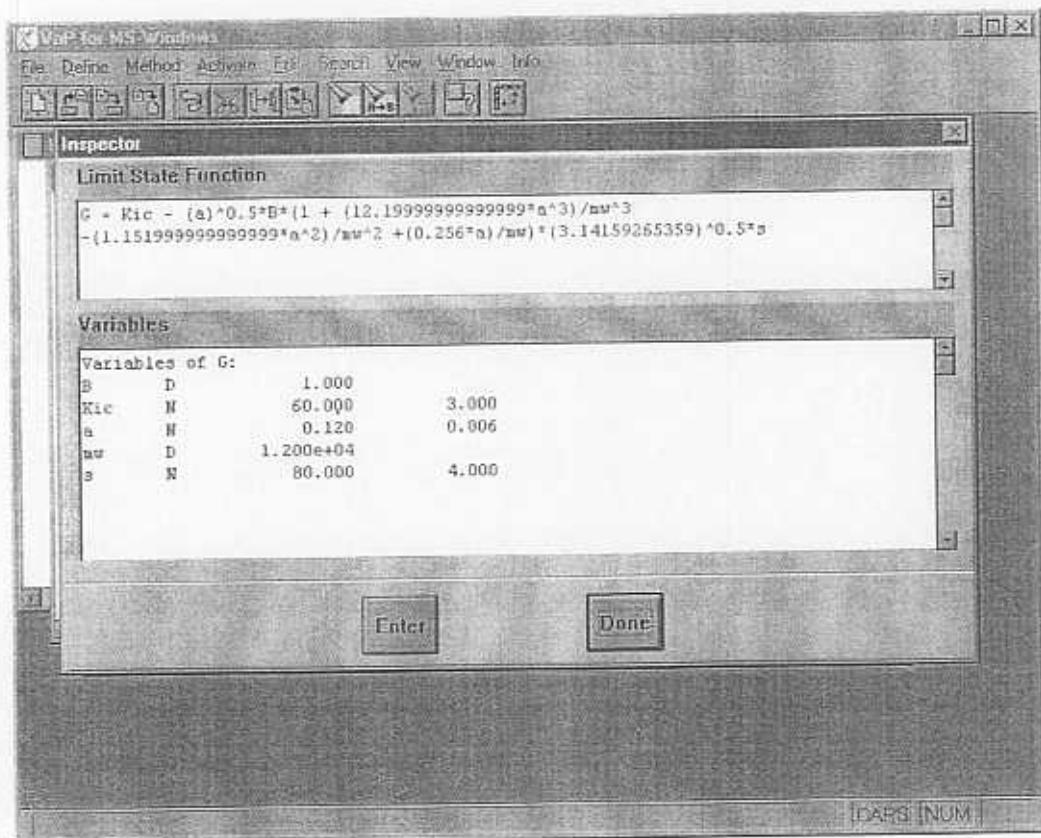 VaP for MS-Windows
File Define Method Activate Edit Search View Window Info
Inspector
Limit State Function
G = Kic - (a)^0.5*B*(1 + (12.19999999999999*a^3)/mw^3
-(1.151999999999999*a^2)/mw^2 +(0.256*a)/mw)*(3.14159265359)^0.5*s
Variables
Variables of G:
B D 1.000
Kic N 60.000 3.000
a N 0.120 0.006
mw D 1.200e+04
s N 80.000 4.000
Enter Done
NUM